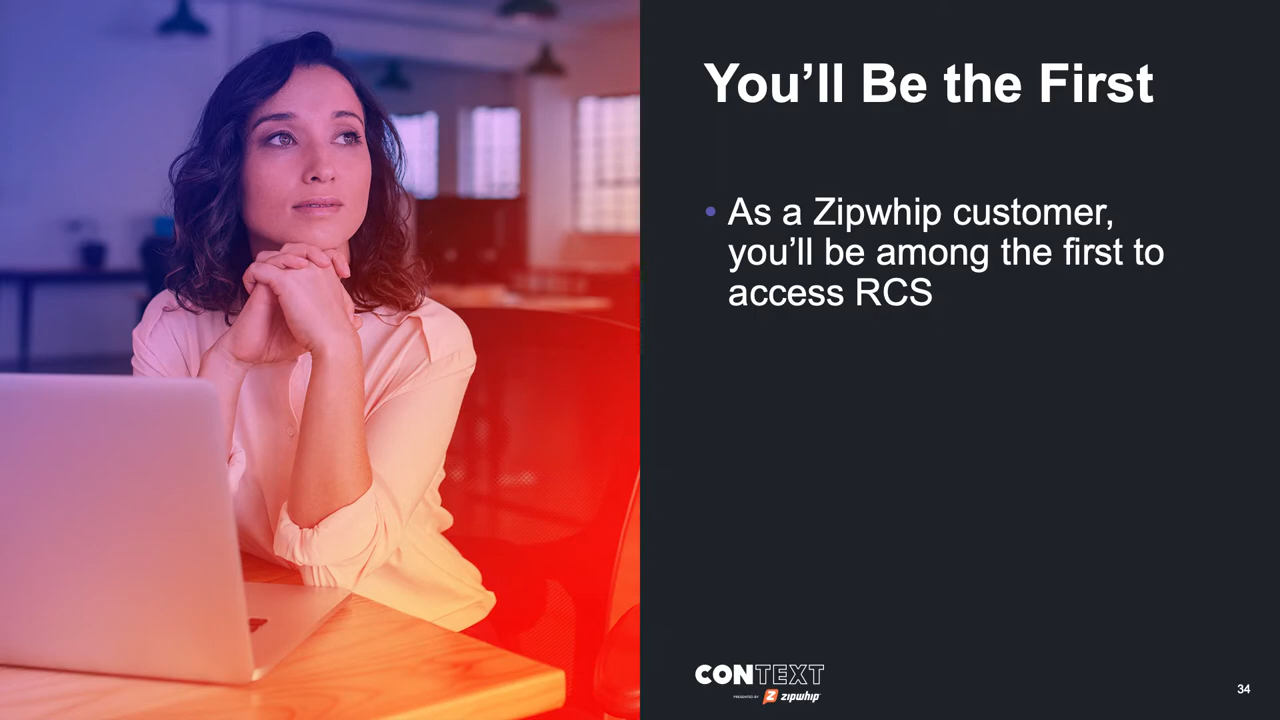 You’ll Be the First
• As a Zipwhip customer,
you’ll be among the first to
access RCS
CONTEXT
PRESENTED BY zipwhip
34